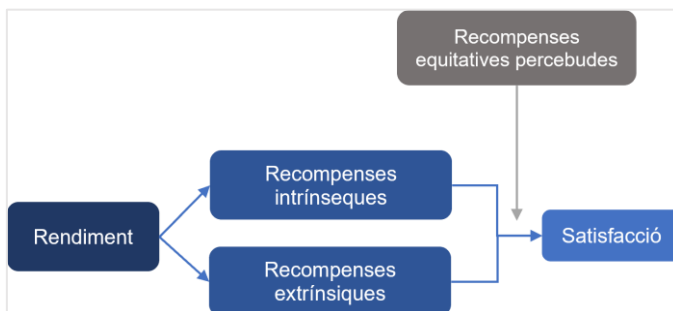 Recompenses
equitatives percebudes
Recompenses
intrínseques
Rendiment
Satisfacció
Recompenses
extrínsiques